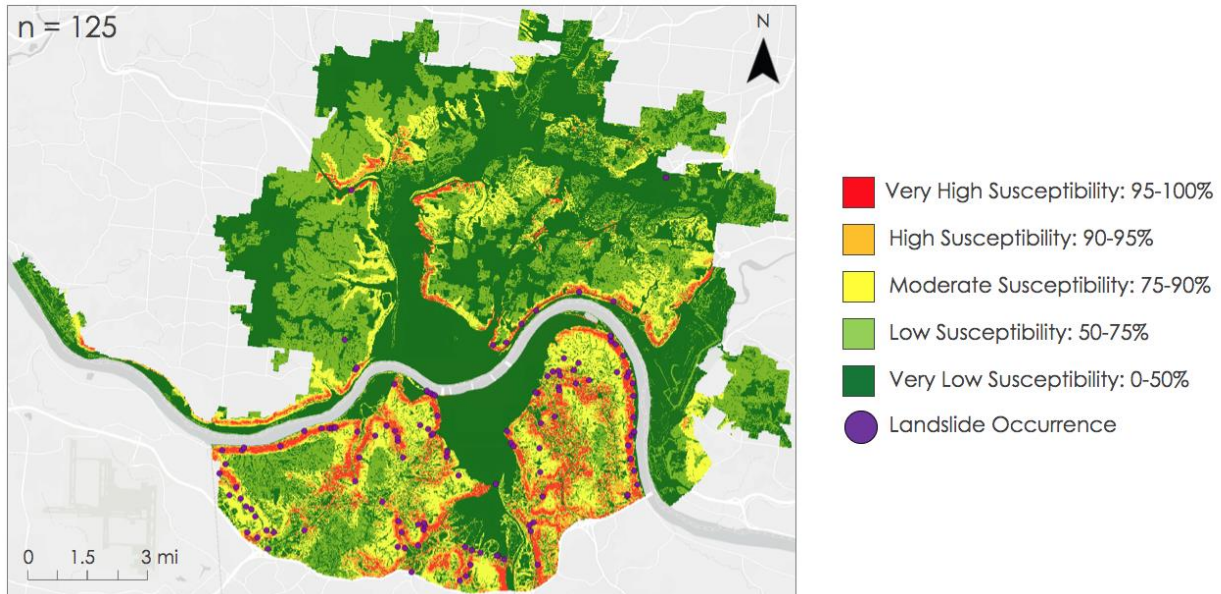 n = 125
N
0 1.5 3 mi
Very High Susceptibility: 95-100%
High Susceptibility: 90-95%
Moderate Susceptibility: 75-90%
Low Susceptibility: 50-75%
Very Low Susceptibility: 0-50%
Landslide Occurrence